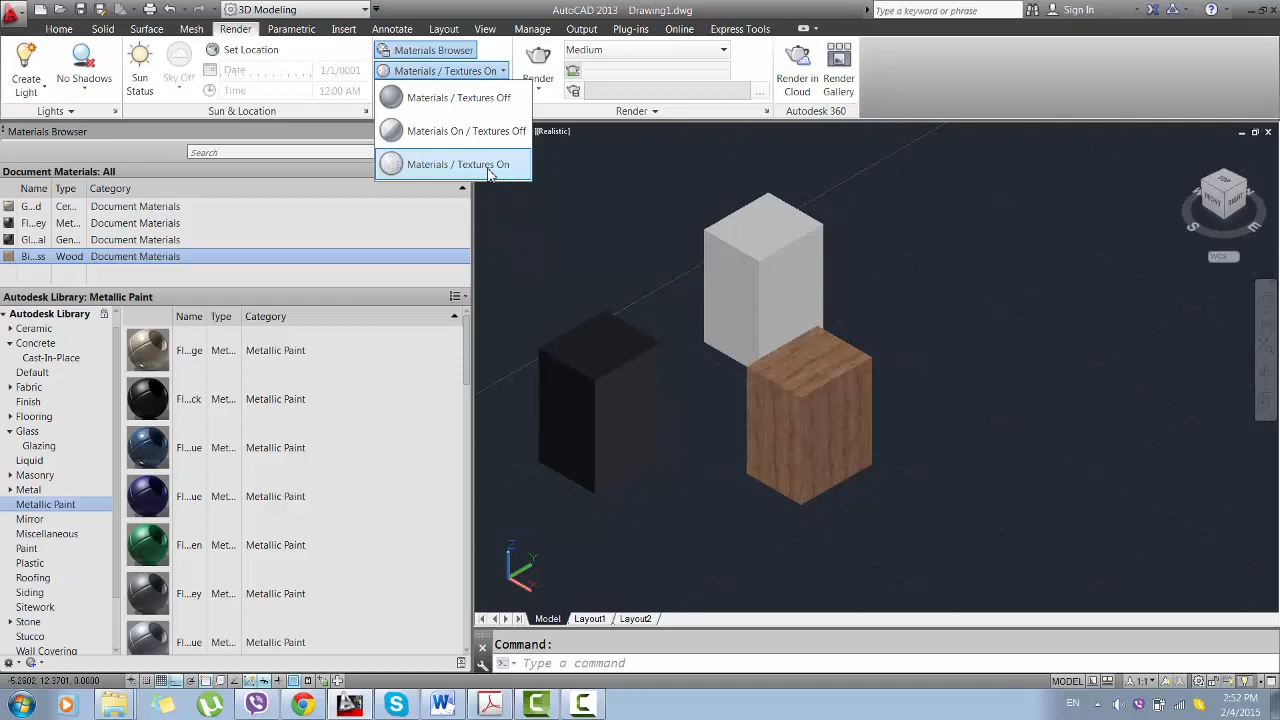 3D Modeling
AutoCAD 2013 Drawing1.dwg
Type a keyword or phrase
Sign In
Home Solid Surface Mesh Render Parametric Insert Annotate Layout View Manage Output Plug-ins Online Express Tools
Create Light
No Shadows
Sun Status
Sky Off
Set Location
Date 1/1/0001
Time 12:00 AM
Materials Browser
Materials / Textures On
Materials / Textures Off
Materials On / Textures Off
Materials / Textures On
Render
Medium
Render in Cloud
Render Gallery
Lights
Sun & Location
Render
Autodesk 360
Materials Browser
Search
Document Materials: All
Name Type Category
G...d Cer... Document Materials
Fl...ey Met... Document Materials
Gl...al Gen... Document Materials
Bi...ss Wood Document Materials
Autodesk Library: Metallic Paint
Autodesk Library
Ceramic
Concrete
Cast-In-Place
Default
Fabric
Finish
Flooring
Glass
Glazing
Liquid
Masonry
Metal
Metallic Paint
Mirror
Miscellaneous
Paint
Plastic
Roofing
Siding
Sitework
Stone
Stucco
Wall Covering
Name Type Category
Fl...ge Met... Metallic Paint
Fl...ck Met... Metallic Paint
Fl...ue Met... Metallic Paint
Fl...ue Met... Metallic Paint
Fl...en Met... Metallic Paint
Fl...ey Met... Metallic Paint
Fl...ue Met... Metallic Paint
[Realistic]
TOP
FRONT RIGHT
S E
WCS
Z
Y
X
Model Layout1 Layout2
Command:
Type a command
-5.2302, 12.3701, 0.0000
MODEL
1:1
EN
2:52 PM
2/4/2015